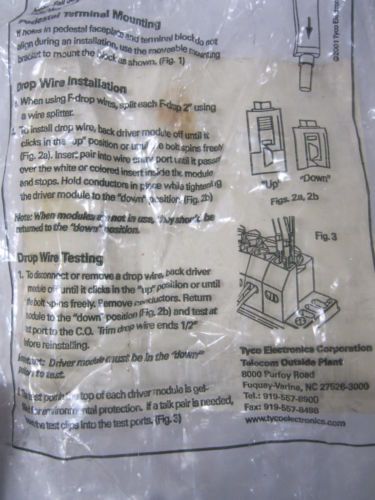 Pedestal Terminal Mounting
If holes in pedestal faceplate and terminal block do not
align during an installation, use the moveable mounting
bracket to mount the block as shown. (Fig. 1)
©2001 Tyco Electronics
Drop Wire Installation
When using F-drop wires, split each F-drop 2" using
a wire splitter.
To install drop wire, back driver module off until it
clicks in the "up" position or until the bolt spins freely
(Fig. 2a). Insert pair into wire entry port until it passes
over the white or colored insert inside the module
and stops. Hold conductors in place while tightening
the driver module to the "down" position. (Fig. 2b)
Note: When modules are not in use, they should be
returned to the "down" position.
"Up" "Down"
Figs. 2a, 2b
Drop Wire Testing
1. To disconnect or remove a drop wire, back driver
module off until it clicks in the "up" position or until
the bolt spins freely. Remove conductors. Return
module to the "down" position (Fig. 2b) and test at
test port to the C.O. Trim drop wire ends 1/2"
before reinstalling.
Driver module must be in the "down"
to test.
test port the top of each driver module is gel-
filled for environmental protection. If a talk pair is needed,
the test clips into the test ports. (Fig. 3)
Fig. 3
Tyco Electronics Corporation
Telecom Outside Plant
8000 Purfoy Road
Fuquay-Varina, NC 27526-3000
Tel.: 919-557-8900
Fax: 919-557-8498
www.tycoelectronics.com